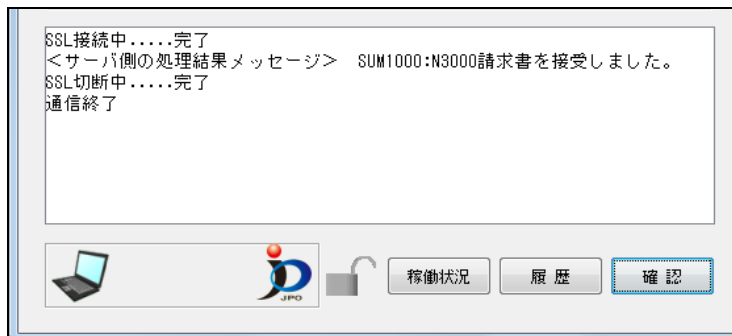 SSL接続中.....完了
＜サーバ側の処理結果メッセージ＞　SUM1000:N3000請求書を接受しました。
SSL切断中.....完了
通信終了
JPO
稼働状況
履 歴
確 認